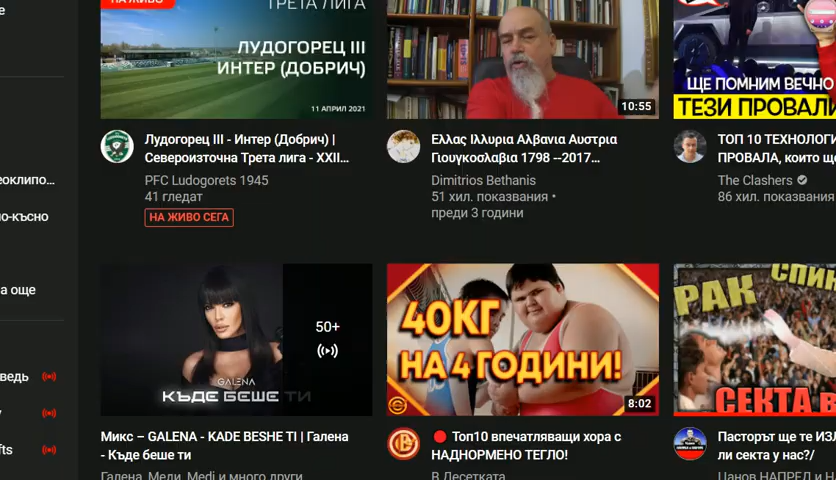 е
НА ЖИВО
ТРЕТА ЛИГА
ЛУДОГОРЕЦ III
ИНТЕР (ДОБРИЧ)
11 АПРИЛ 2021
10:55
ЩЕ ПОМНИМ ВЕЧНО
ТЕЗИ ПРОВАЛИ
Лудогорец III - Интер (Добрич) |
Североизточна Трета лига - XXII...
PFC Ludogorets 1945
41 гледат
НА ЖИВО СЕГА
Ελλας Ιλλυρια Αλβανια Αυστρια
Γιουγκοσλαβια 1798 --2017...
Dimitrios Bethanis
51 хил. показвания •
преди 3 години
ТОП 10 ТЕХНОЛОГИ
ПРОВАЛА, които ще
The Clashers
86 хил. показвания
еоклипо...
о-късно
а още
ведь
fts
50+
GALENA
КЪДЕ БЕШЕ ТИ
40КГ
НА 4 ГОДИНИ!
8:02
РАК
СПИН
СЕКТА В
Микс – GALENA - KADE BESHE TI | Галена
- Къде беше ти
Галена, Меди, Medi и много други
Топ10 впечатляващи хора с
НАДНОРМЕНО ТЕГЛО!
В Десетката
Пасторът ще те ИЗЛ
ли секта у нас?/
Цанов НАПРЕД и Н